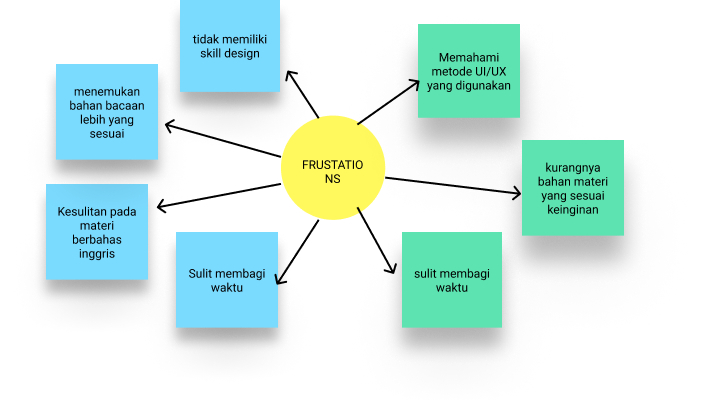 tidak memiliki
skill design
Memahami
metode UI/UX
yang digunakan
menemukan
bahan bacaan
lebih yang
sesuai
FRUSTATIO
NS
kurangnya
bahan materi
yang sesuai
keinginan
Kesulitan pada
materi
berbahas
inggris
Sulit membagi
waktu
sulit membagi
waktu